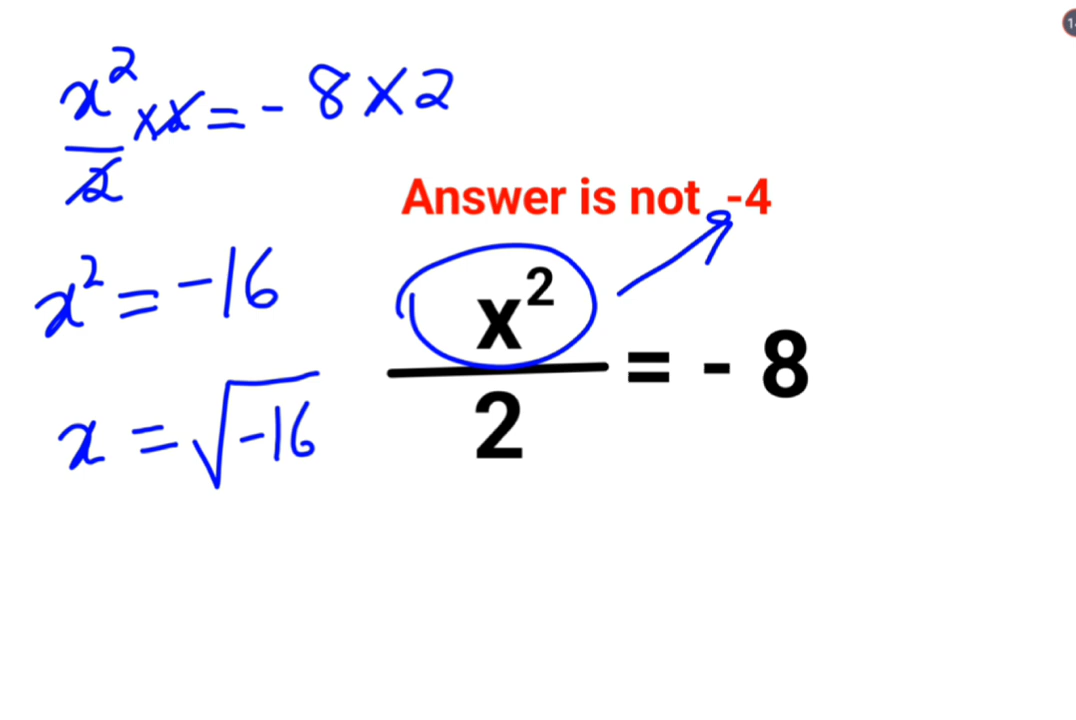 x²/2 × 2 = - 8 × 2
Answer is not -4
x² = -16
x²/2 = - 8
x = √-16